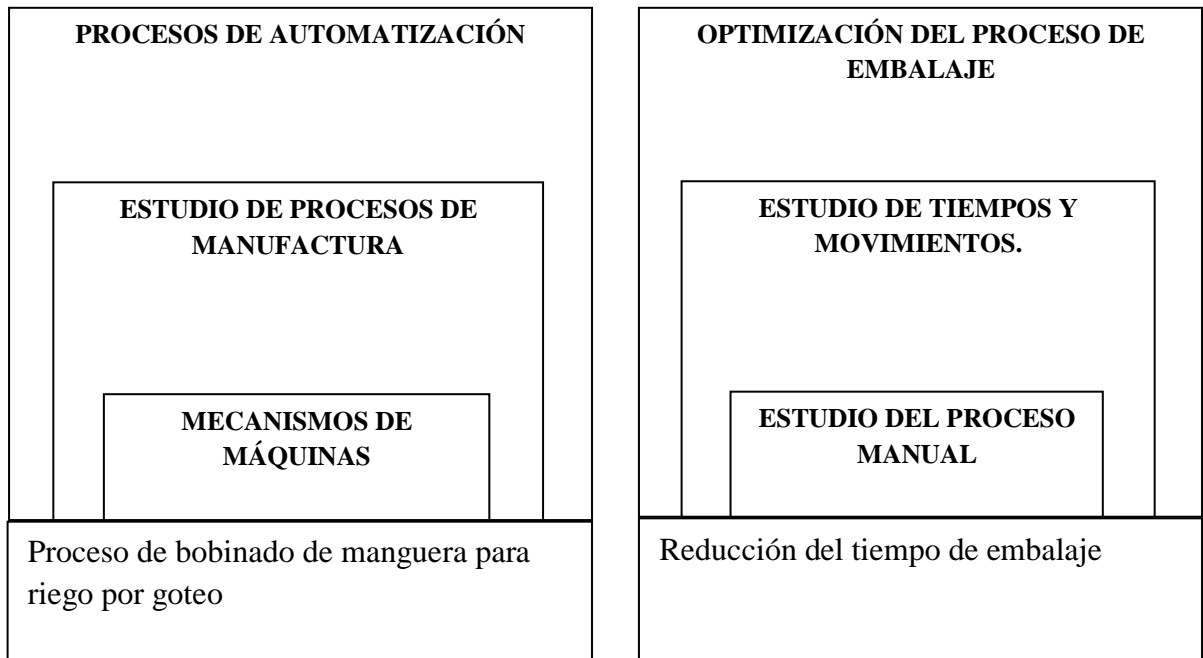 PROCESOS DE AUTOMATIZACIÓN
ESTUDIO DE PROCESOS DE
MANUFACTURA
MECANISMOS DE
MÁQUINAS
Proceso de bobinado de manguera para
riego por goteo
OPTIMIZACIÓN DEL PROCESO DE
EMBALAJE
ESTUDIO DE TIEMPOS Y
MOVIMIENTOS.
ESTUDIO DEL PROCESO
MANUAL
Reducción del tiempo de embalaje